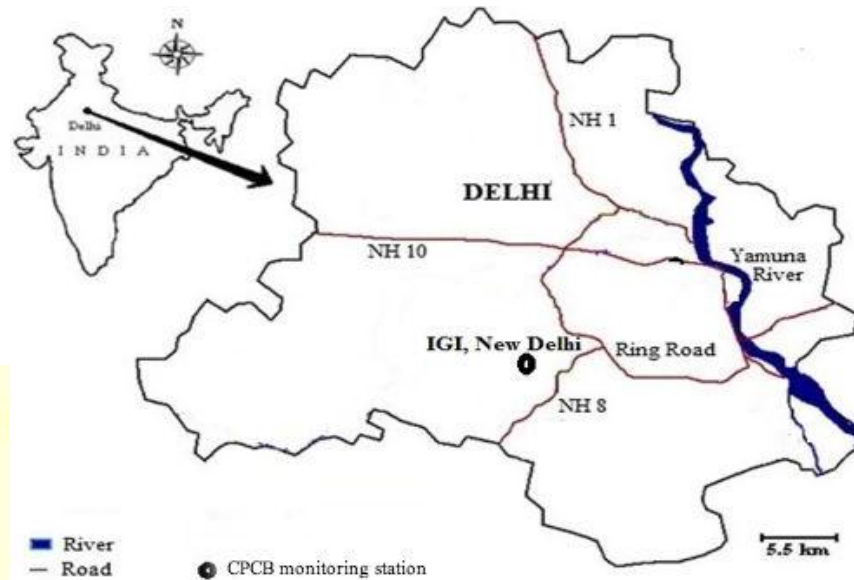 N
Delhi
INDIA
NH 1
DELHI
NH 10
Yamuna
River
IGI, New Delhi
Ring Road
NH 8
River
Road
CPCB monitoring station
5.5 km